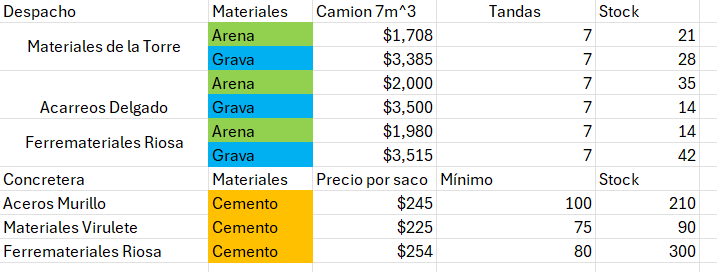 Despacho Materiales Camion 7m^3 Tandas Stock
Materiales de la Torre Arena $1,708 7 21
Grava $3,385 7 28
Arena $2,000 7 35
Acarreos Delgado Grava $3,500 7 14
Ferremateriales Riosa Arena $1,980 7 14
Grava $3,515 7 42
Concretera Materiales Precio por saco Mínimo Stock
Aceros Murillo Cemento $245 100 210
Materiales Virulete Cemento $225 75 90
Ferremateriales Riosa Cemento $254 80 300